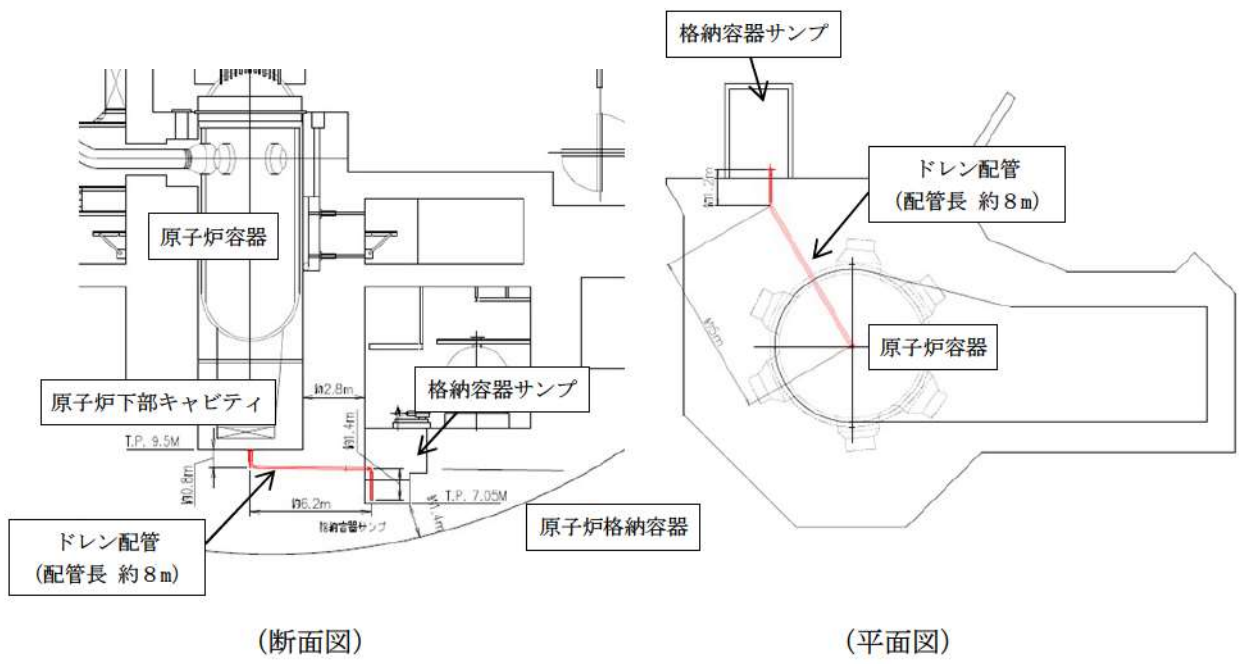 原子炉容器
原子炉下部キャビティ
約2.8m
格納容器サンプ
T.P. 9.5M
約1.4m
約0.8m
約6.2m
T.P. 7.05M
約1.4m
格納容器サンプ
ドレン配管
(配管長 約8m)
原子炉格納容器
(断面図)
格納容器サンプ
約1.2m
ドレン配管
(配管長 約8m)
約5m
原子炉容器
(平面図)